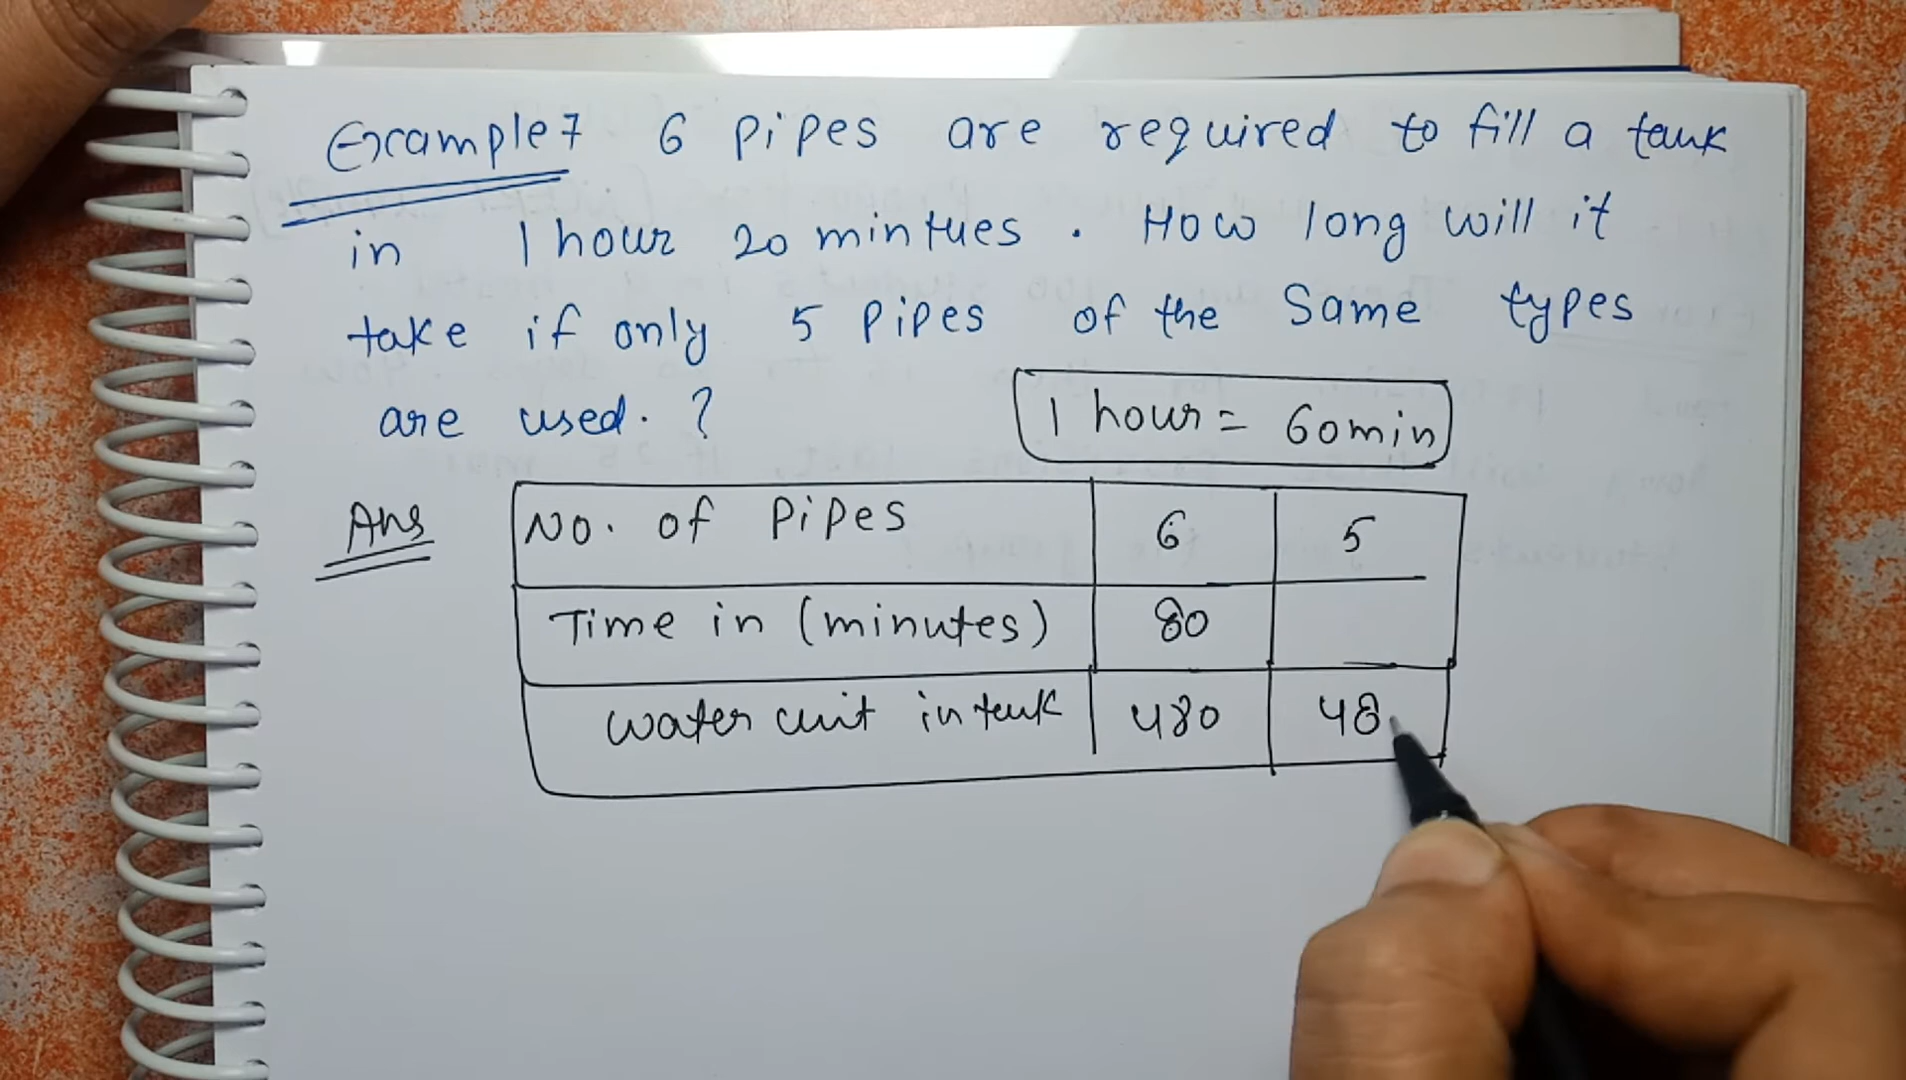 Example 7 6 pipes are required to fill a tank
in 1 hour 20 mintues. How long will it
take if only 5 pipes of the same types
are used. ?
1 hour = 60min
Ans
No. of pipes 6 5
Time in (minutes) 80
water unit in tank 480 48